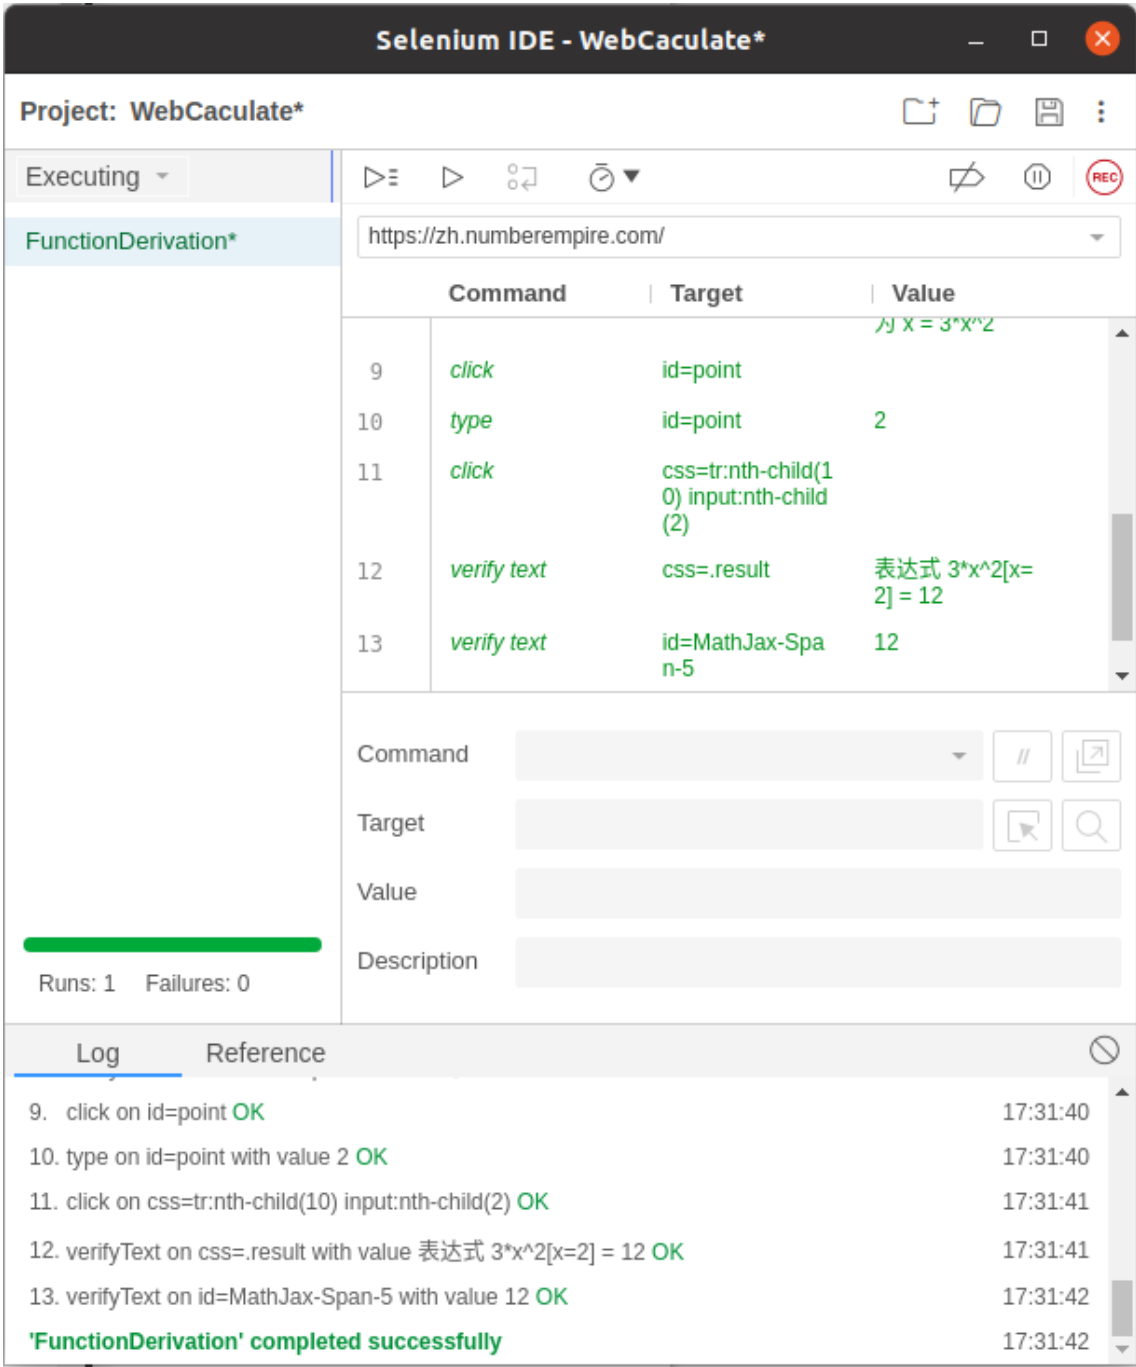 Selenium IDE - WebCaculate*
Project: WebCaculate*
Executing
REC
FunctionDerivation*
https://zh.numberempire.com/
Command Target Value
为 x = 3*x^2
9 click id=point
10 type id=point 2
11 click css=tr:nth-child(1
0) input:nth-child
(2)
12 verify text css=.result 表达式 3*x^2[x=
2] = 12
13 verify text id=MathJax-Spa 12
n-5
Command
//
Target
Value
Description
Runs: 1 Failures: 0
Log Reference
9. click on id=point OK 17:31:40
10. type on id=point with value 2 OK 17:31:40
11. click on css=tr:nth-child(10) input:nth-child(2) OK 17:31:41
12. verifyText on css=.result with value 表达式 3*x^2[x=2] = 12 OK 17:31:41
13. verifyText on id=MathJax-Span-5 with value 12 OK 17:31:42
'FunctionDerivation' completed successfully 17:31:42